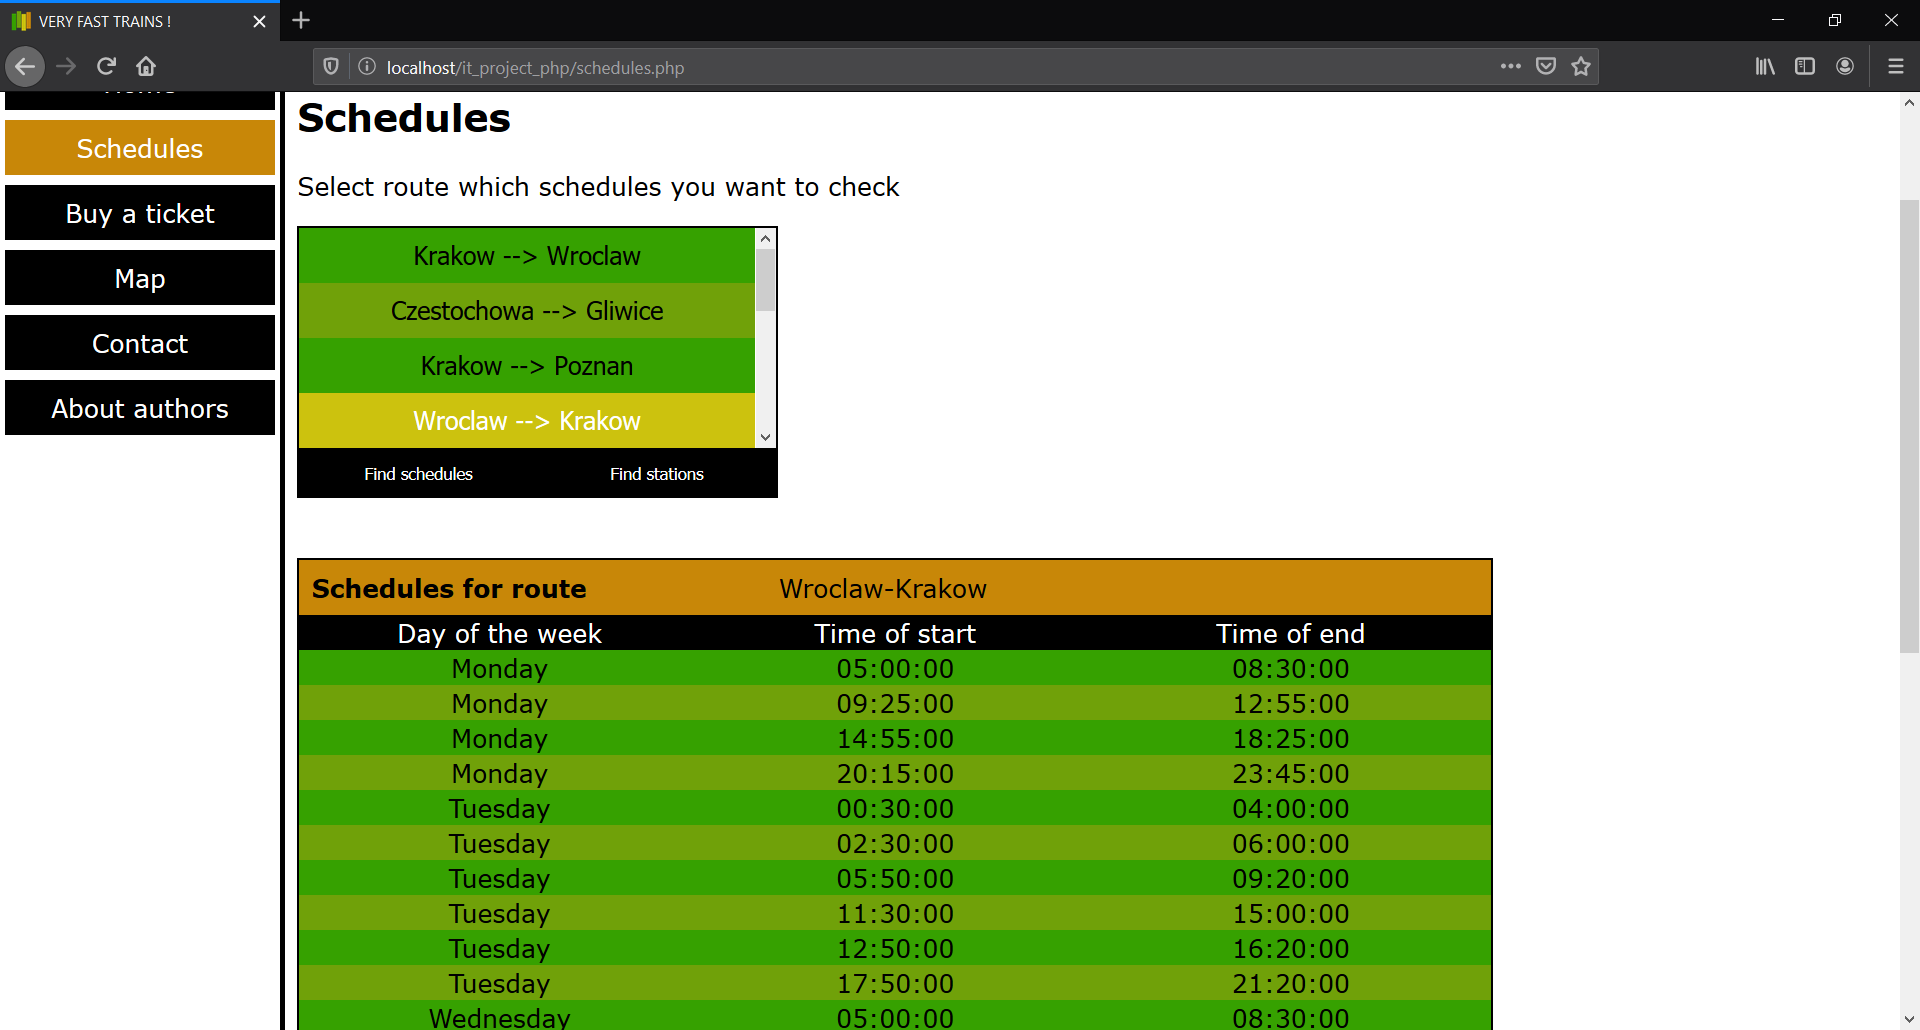 VERY FAST TRAINS !
localhost/it_project_php/schedules.php
Home
Schedules
Buy a ticket
Map
Contact
About authors
Schedules
Select route which schedules you want to check
Krakow --> Wroclaw
Czestochowa --> Gliwice
Krakow --> Poznan
Wroclaw --> Krakow
Find schedules Find stations
Schedules for route Wroclaw-Krakow
Day of the week Time of start Time of end
Monday 05:00:00 08:30:00
Monday 09:25:00 12:55:00
Monday 14:55:00 18:25:00
Monday 20:15:00 23:45:00
Tuesday 00:30:00 04:00:00
Tuesday 02:30:00 06:00:00
Tuesday 05:50:00 09:20:00
Tuesday 11:30:00 15:00:00
Tuesday 12:50:00 16:20:00
Tuesday 17:50:00 21:20:00
Wednesday 05:00:00 08:30:00